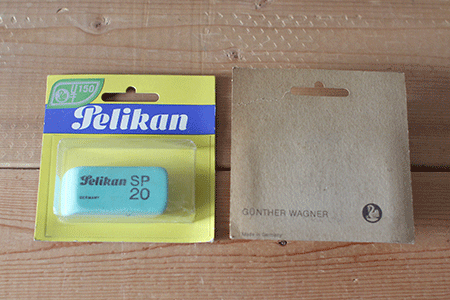 150
Pelikan
Pelikan SP
20
GERMANY
GÜNTHER WAGNER
Made in Germany